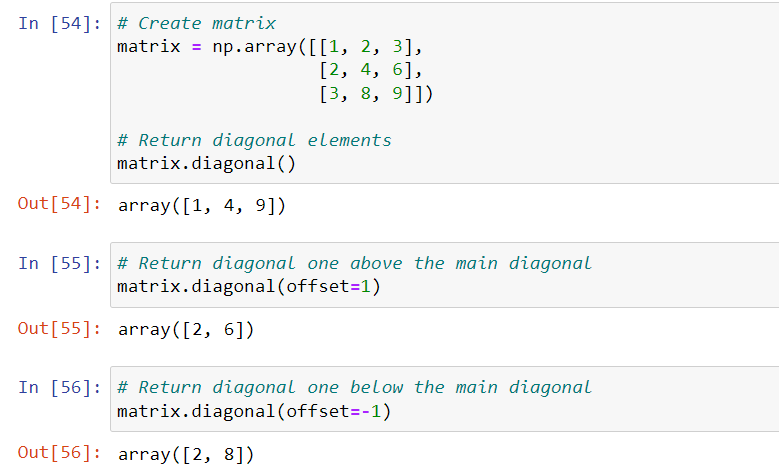 In [54]: # Create matrix
matrix = np.array([[1, 2, 3],
                   [2, 4, 6],
                   [3, 8, 9]])
# Return diagonal elements
matrix.diagonal()
Out[54]: array([1, 4, 9])
In [55]: # Return diagonal one above the main diagonal
matrix.diagonal(offset=1)
Out[55]: array([2, 6])
In [56]: # Return diagonal one below the main diagonal
matrix.diagonal(offset=-1)
Out[56]: array([2, 8])